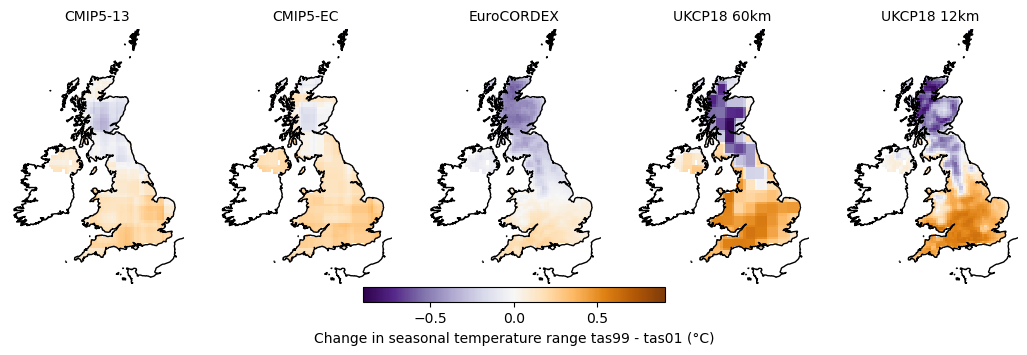 CMIP5-13 CMIP5-EC EuroCORDEX UKCP18 60km UKCP18 12km
−0.5 0.0 0.5
Change in seasonal temperature range tas99 - tas01 (°C)